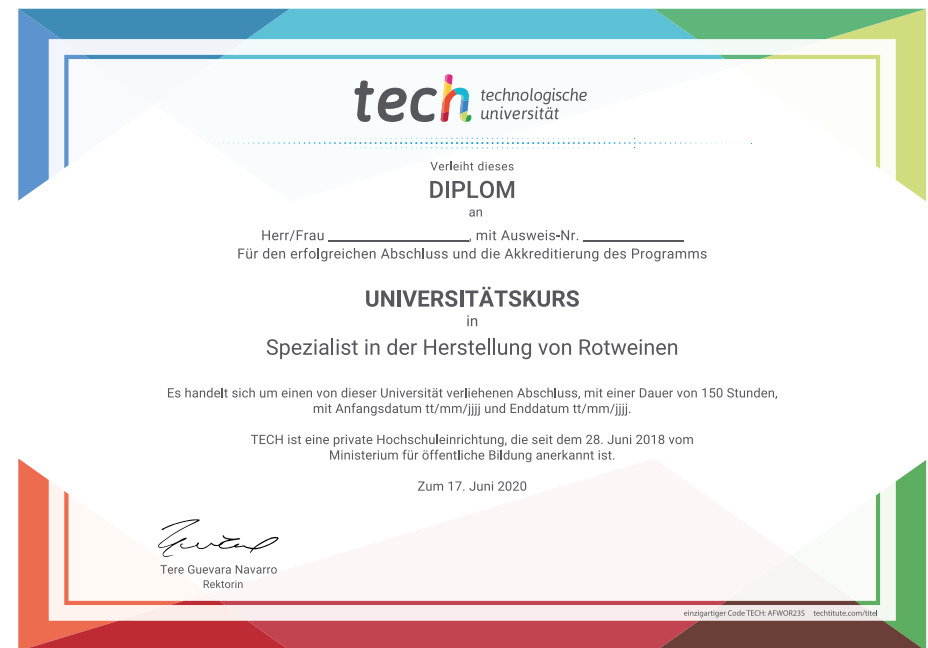 tech technologische
universität
Verleiht dieses
DIPLOM
an
Herr/Frau ____________________, mit Ausweis-Nr. ______________
Für den erfolgreichen Abschluss und die Akkreditierung des Programms
UNIVERSITÄTSKURS
in
Spezialist in der Herstellung von Rotweinen
Es handelt sich um einen von dieser Universität verliehenen Abschluss, mit einer Dauer von 150 Stunden,
mit Anfangsdatum tt/mm/jjjj und Enddatum tt/mm/jjjj.
TECH ist eine private Hochschuleinrichtung, die seit dem 28. Juni 2018 vom
Ministerium für öffentliche Bildung anerkannt ist.
Zum 17. Juni 2020
Tere Guevara Navarro
Rektorin
einzigartiger Code TECH: AFWOR23S techtitute.com/titel